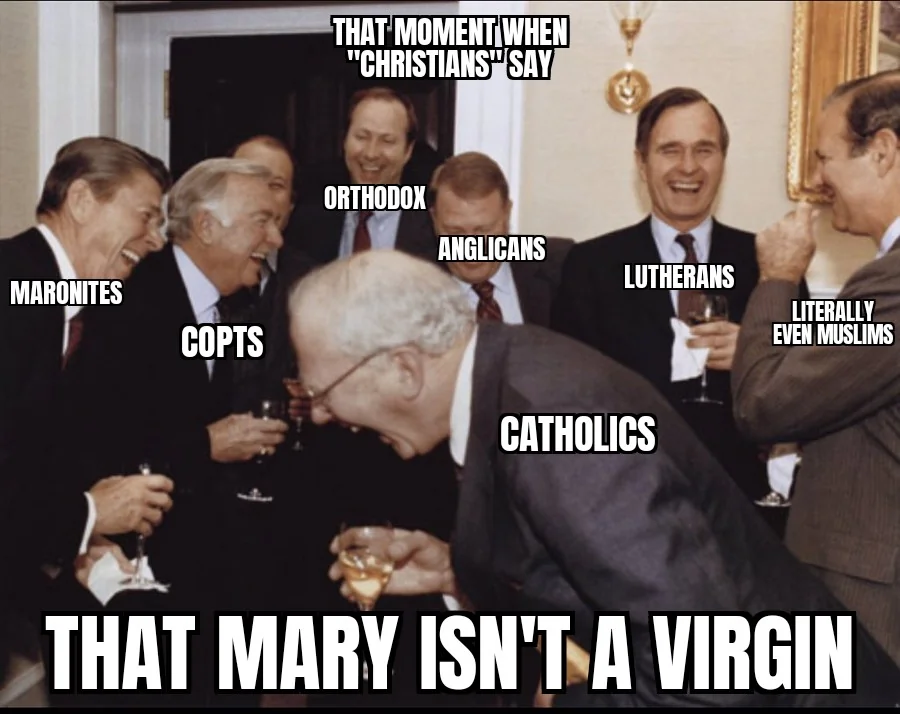 THAT MOMENT WHEN
"CHRISTIANS" SAY
ORTHODOX
ANGLICANS
LUTHERANS
MARONITES
LITERALLY
EVEN MUSLIMS
COPTS
CATHOLICS
THAT MARY ISN'T A VIRGIN